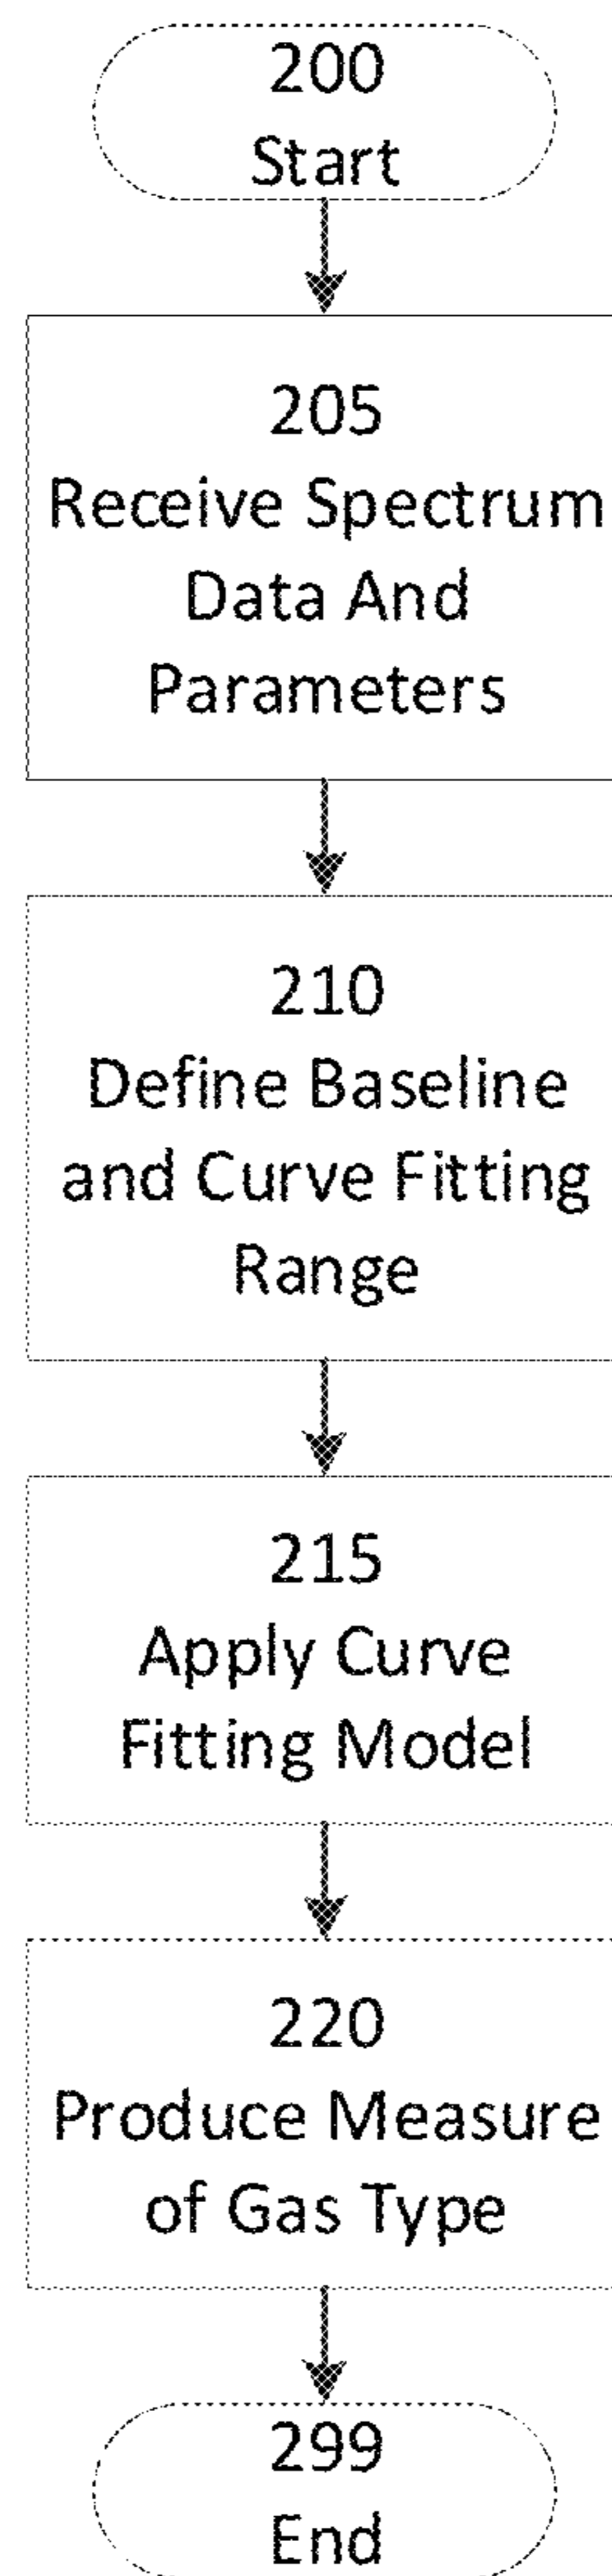 200
Start
205
Receive Spectrum
Data And
Parameters
210
Define Baseline
and Curve Fitting
Range
215
Apply Curve
Fitting Model
220
Produce Measure
of Gas Type
299
End